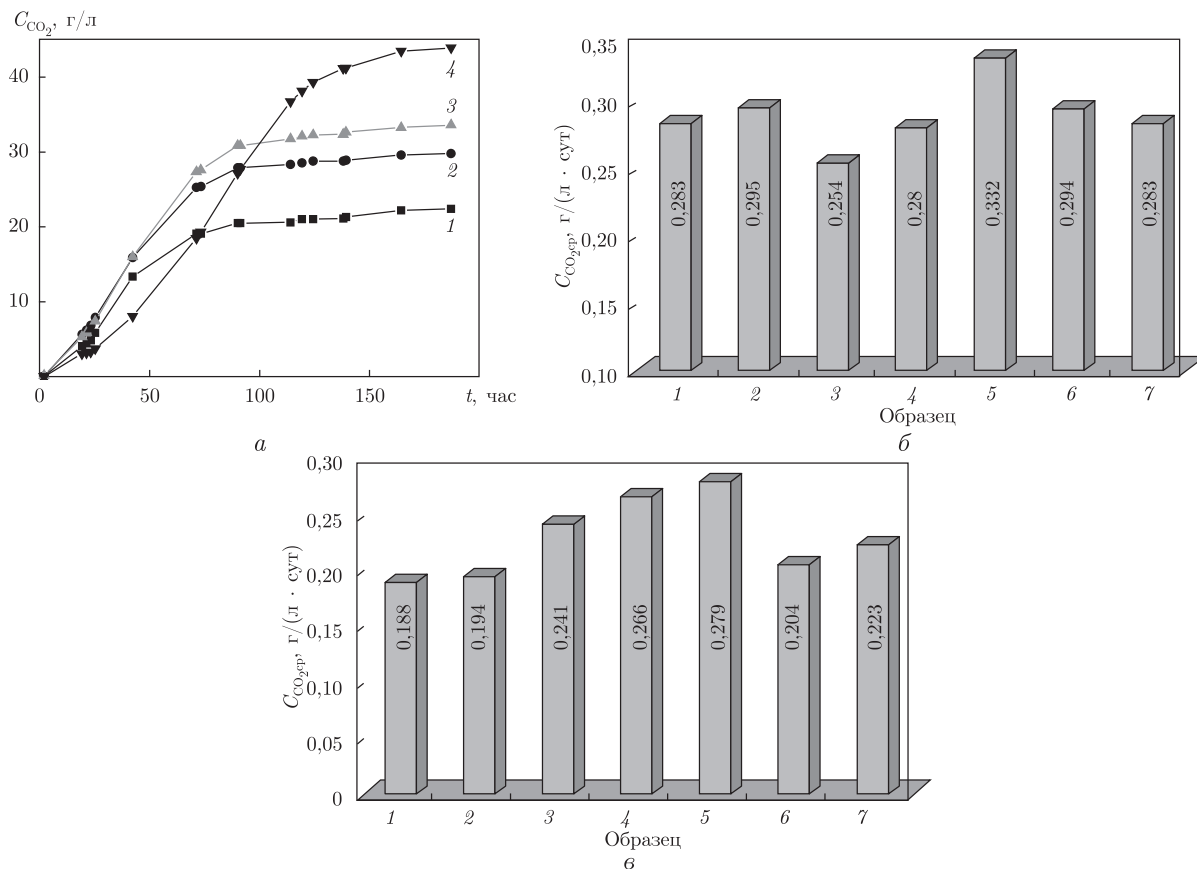 C_CO₂, г/л
40
30
20
10
0 50 100 150 t, час
4
3
2
1
а
C_CO₂ср, г/(л · сут)
0,35
0,30
0,25
0,20
0,15
0,10
0,283 0,295 0,254 0,28 0,332 0,294 0,283
1 2 3 4 5 6 7
Образец
б
C_CO₂ср, г/(л · сут)
0,30
0,25
0,20
0,15
0,10
0,05
0
0,188 0,194 0,241 0,266 0,279 0,204 0,223
1 2 3 4 5 6 7
Образец
в